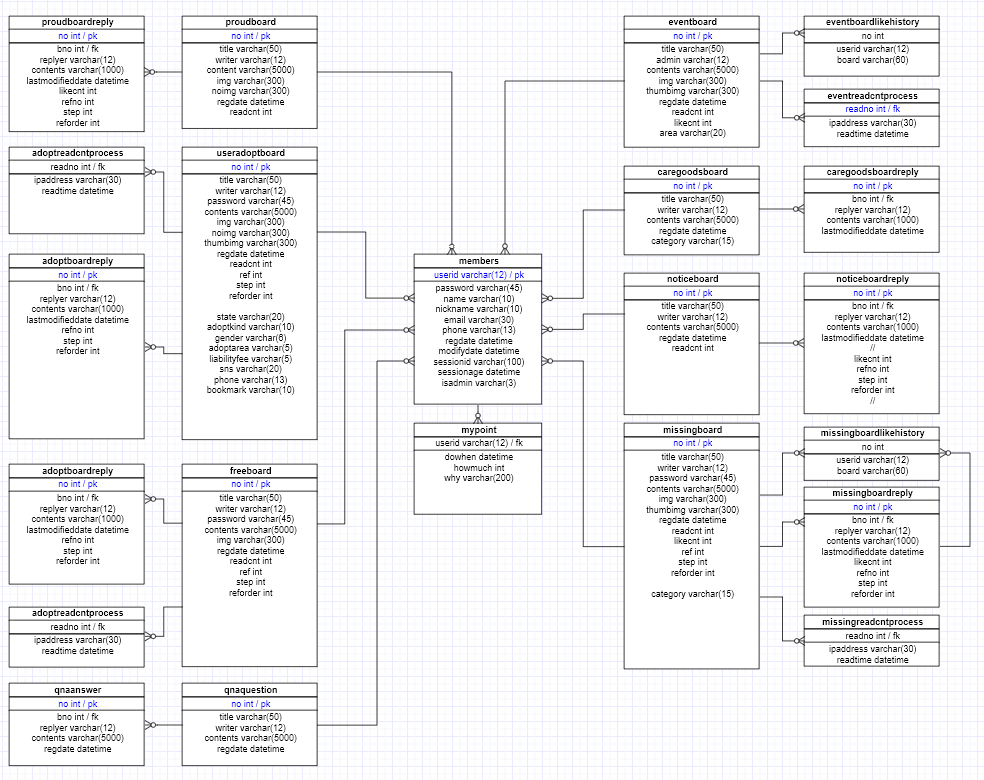 proudboardreply
no int / pk
bno int / fk
replyer varchar(12)
contents varchar(1000)
lastmodifieddate datetime
likecnt int
refno int
step int
reforder int
proudboard
no int / pk
title varchar(50)
writer varchar(12)
content varchar(5000)
img varchar(300)
noimg varchar(300)
regdate datetime
readcnt int
adoptreadcntprocess
readno int / fk
ipaddress varchar(30)
readtime datetime
useradoptboard
no int / pk
title varchar(50)
writer varchar(12)
password varchar(45)
contents varchar(5000)
img varchar(300)
noimg varchar(300)
thumbimg varchar(300)
regdate datetime
readcnt int
ref int
step int
reforder int
state varchar(20)
adoptkind varchar(10)
gender varchar(6)
adoptarea varchar(5)
liabilityfee varchar(5)
sns varchar(20)
phone varchar(13)
bookmark varchar(10)
adoptboardreply
no int / pk
bno int / fk
replyer varchar(12)
contents varchar(1000)
lastmodifieddate datetime
refno int
step int
reforder int
adoptboardreply
no int / pk
bno int / fk
replyer varchar(12)
contents varchar(1000)
lastmodifieddate datetime
refno int
step int
reforder int
freeboard
no int / pk
title varchar(50)
writer varchar(12)
password varchar(45)
contents varchar(5000)
img varchar(300)
regdate datetime
readcnt int
ref int
step int
reforder int
adoptreadcntprocess
readno int / fk
ipaddress varchar(30)
readtime datetime
qnaanswer
no int / pk
bno int / fk
replyer varchar(12)
contents varchar(5000)
regdate datetime
qnaquestion
no int / pk
title varchar(50)
writer varchar(12)
contents varchar(5000)
regdate datetime
members
userid varchar(12) / pk
password varchar(45)
name varchar(10)
nickname varchar(10)
email varchar(30)
phone varchar(13)
regdate datetime
modifydate datetime
sessionid varchar(100)
sessionage datetime
isadmin varchar(3)
mypoint
userid varchar(12) / fk
dowhen datetime
howmuch int
why varchar(200)
eventboard
no int / pk
title varchar(50)
admin varchar(12)
contents varchar(5000)
img varchar(300)
thumbimg varchar(300)
regdate datetime
readcnt int
likecnt int
area varchar(20)
eventboardlikehistory
no int
userid varchar(12)
board varchar(60)
eventreadcntprocess
readno int / fk
ipaddress varchar(30)
readtime datetime
caregoodsboard
no int / pk
title varchar(50)
writer varchar(12)
contents varchar(5000)
regdate datetime
category varchar(15)
caregoodsboardreply
no int / pk
bno int / fk
replyer varchar(12)
contents varchar(1000)
lastmodifieddate datetime
noticeboard
no int / pk
title varchar(50)
writer varchar(12)
contents varchar(5000)
regdate datetime
readcnt int
noticeboardreply
no int / pk
bno int / fk
replyer varchar(12)
contents varchar(1000)
lastmodifieddate datetime
//
likecnt int
refno int
step int
reforder int
//
missingboard
no int / pk
title varchar(50)
writer varchar(12)
password varchar(45)
contents varchar(5000)
img varchar(300)
thumbimg varchar(300)
regdate datetime
readcnt int
likecnt int
ref int
step int
reforder int
category varchar(15)
missingboardlikehistory
no int
userid varchar(12)
board varchar(60)
missingboardreply
no int / pk
bno int / fk
replyer varchar(12)
contents varchar(1000)
lastmodifieddate datetime
likecnt int
refno int
step int
reforder int
missingreadcntprocess
readno int / fk
ipaddress varchar(30)
readtime datetime